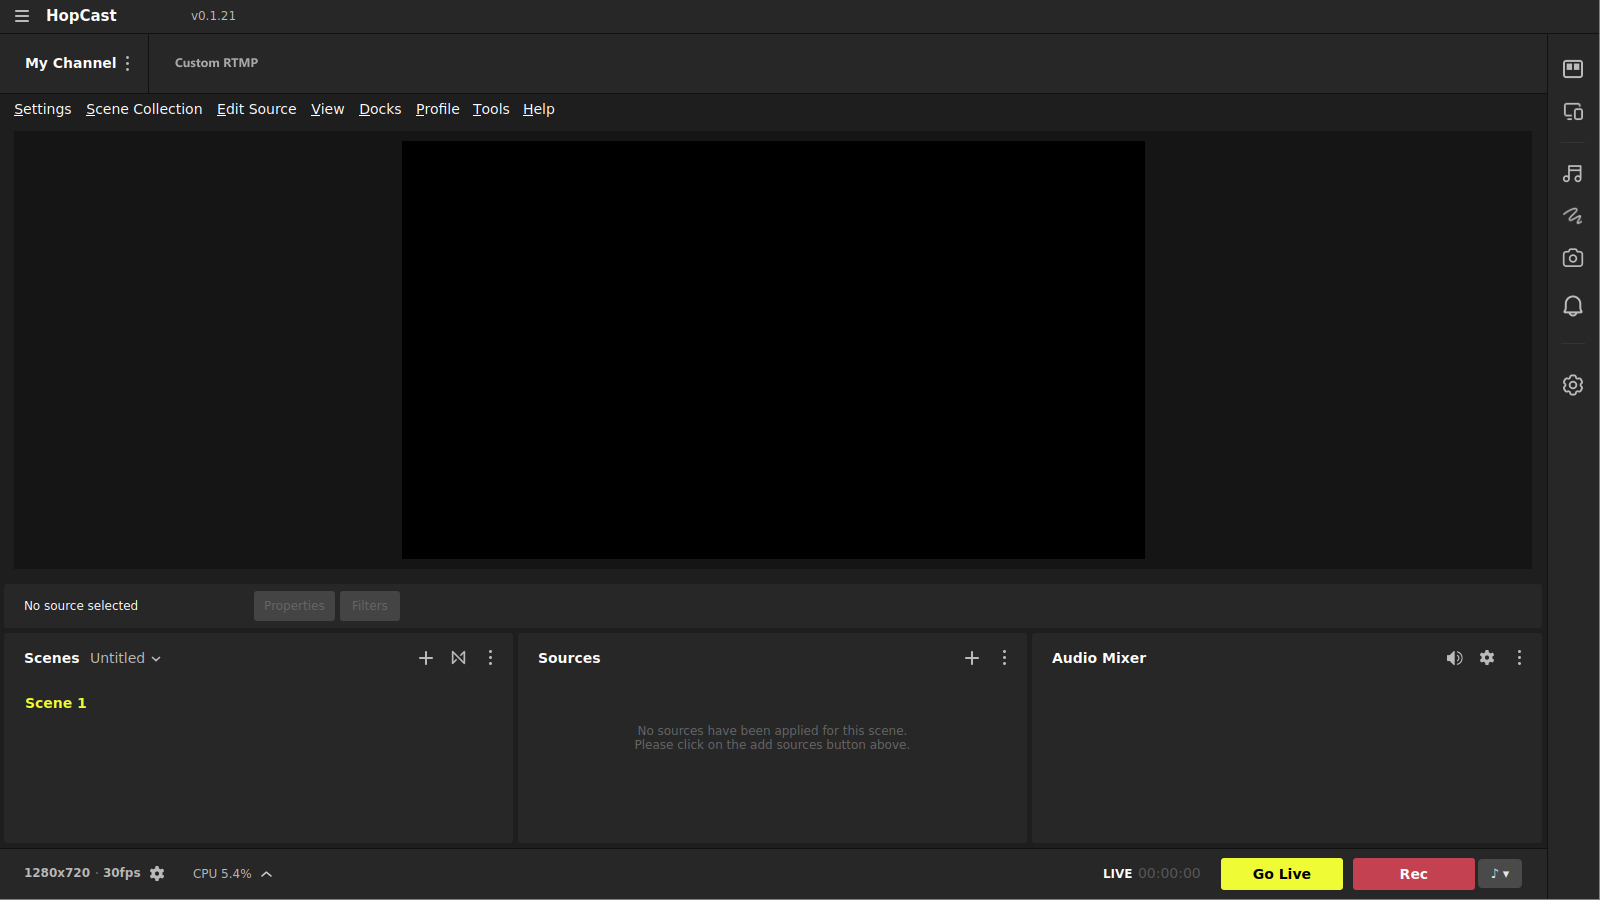 HopCast v0.1.21
My Channel Custom RTMP
Settings Scene Collection Edit Source View Docks Profile Tools Help
No source selected Properties Filters
Scenes Untitled
Scene 1
Sources
No sources have been applied for this scene.
Please click on the add sources button above.
Audio Mixer
1280x720 · 30fps CPU 5.4% LIVE 00:00:00 Go Live Rec